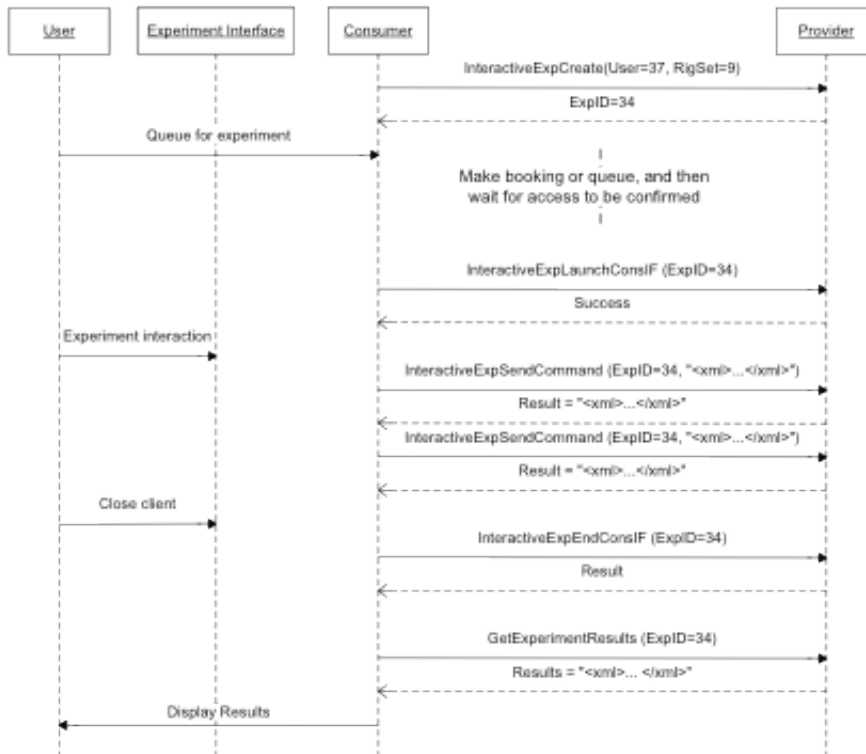 User
Experiment Interface
Consumer
Provider
InteractiveExpCreate(User=37, RigSet=9)
ExpID=34
Queue for experiment
Make booking or queue, and then
wait for access to be confirmed
InteractiveExpLaunchConsIF (ExpID=34)
Success
Experiment interaction
InteractiveExpSendCommand (ExpID=34, "<xml>...</xml>")
Result = "<xml>...</xml>"
InteractiveExpSendCommand (ExpID=34, "<xml>...</xml>")
Result = "<xml>...</xml>"
Close client
InteractiveExpEndConsIF (ExpID=34)
Result
GetExperimentResults (ExpID=34)
Results = "<xml>... </xml>"
Display Results